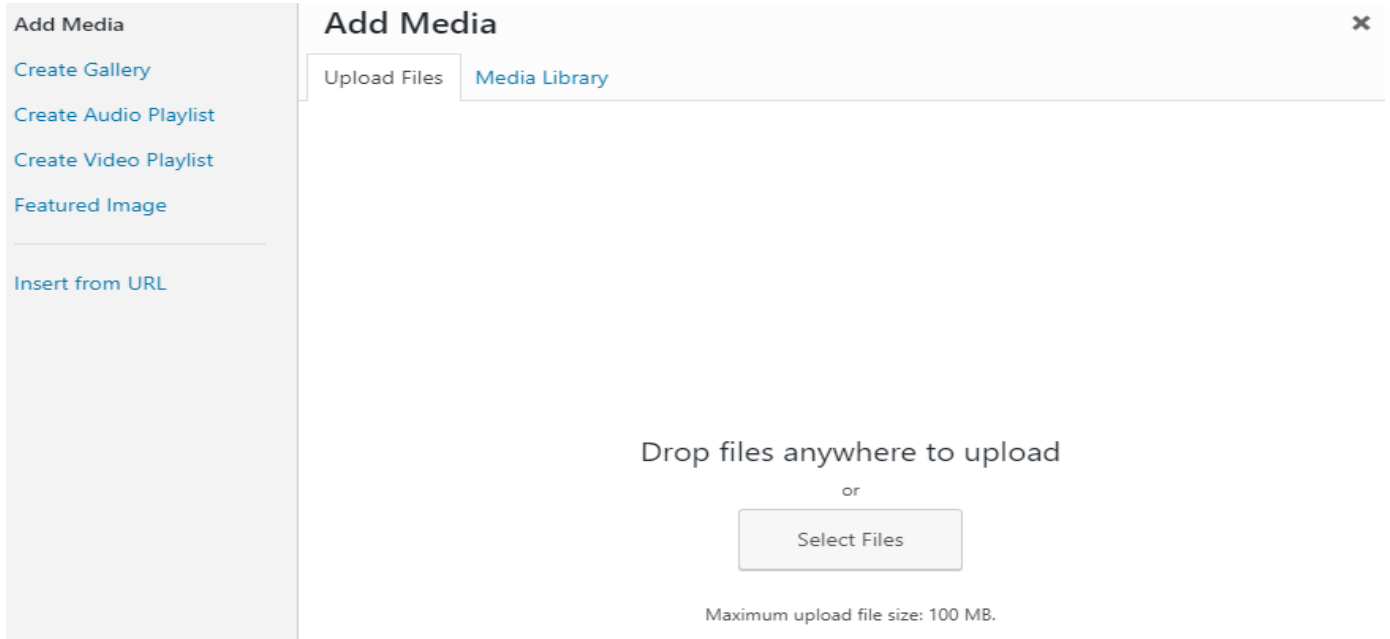 Add Media
Create Gallery
Create Audio Playlist
Create Video Playlist
Featured Image
Insert from URL
Add Media
Upload Files
Media Library
Drop files anywhere to upload
or
Select Files
Maximum upload file size: 100 MB.